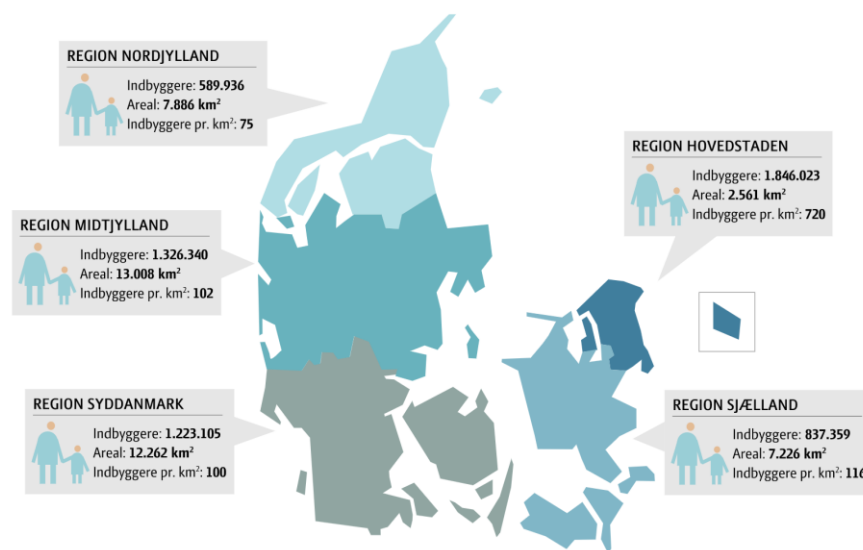 REGION NORDJYLLAND
Indbyggere: 589.936
Areal: 7.886 km²
Indbyggere pr. km²: 75
REGION HOVEDSTADEN
Indbyggere: 1.846.023
Areal: 2.561 km²
Indbyggere pr. km²: 720
REGION MIDTJYLLAND
Indbyggere: 1.326.340
Areal: 13.008 km²
Indbyggere pr. km²: 102
REGION SYDDANMARK
Indbyggere: 1.223.105
Areal: 12.262 km²
Indbyggere pr. km²: 100
REGION SJÆLLAND
Indbyggere: 837.359
Areal: 7.226 km²
Indbyggere pr. km²: 116